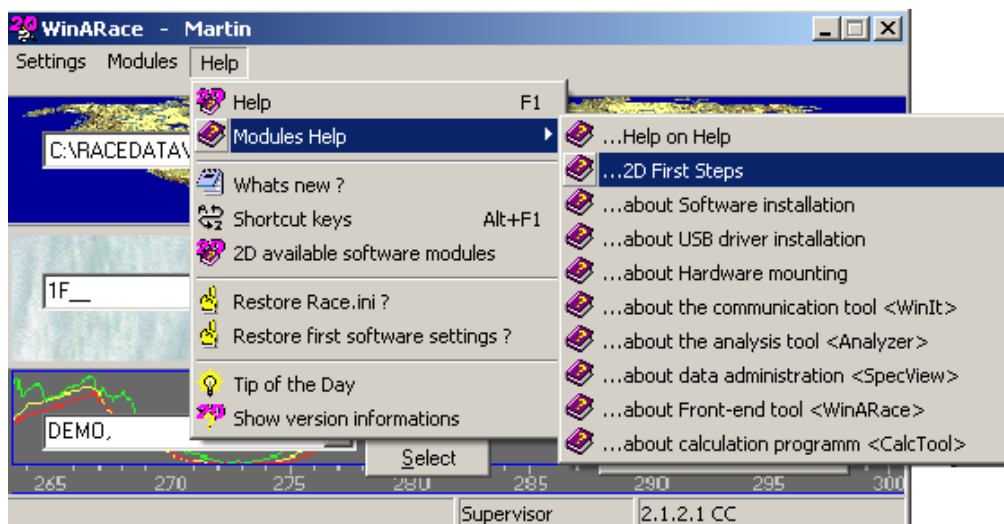 WinARace - Martin
Settings Modules Help
Help F1
Modules Help
Whats new ?
Shortcut keys Alt+F1
2D available software modules
Restore Race.ini ?
Restore first software settings ?
Tip of the Day
Show version informations
...Help on Help
...2D First Steps
...about Software installation
...about USB driver installation
...about Hardware mounting
...about the communication tool <WinIt>
...about the analysis tool <Analyzer>
...about data administration <SpecView>
...about Front-end tool <WinARace>
...about calculation programm <CalcTool>
C:\RACEDATA\
1F__
DEMO,
Select
265 270 275 280 285 290 295 300
Supervisor 2.1.2.1 CC